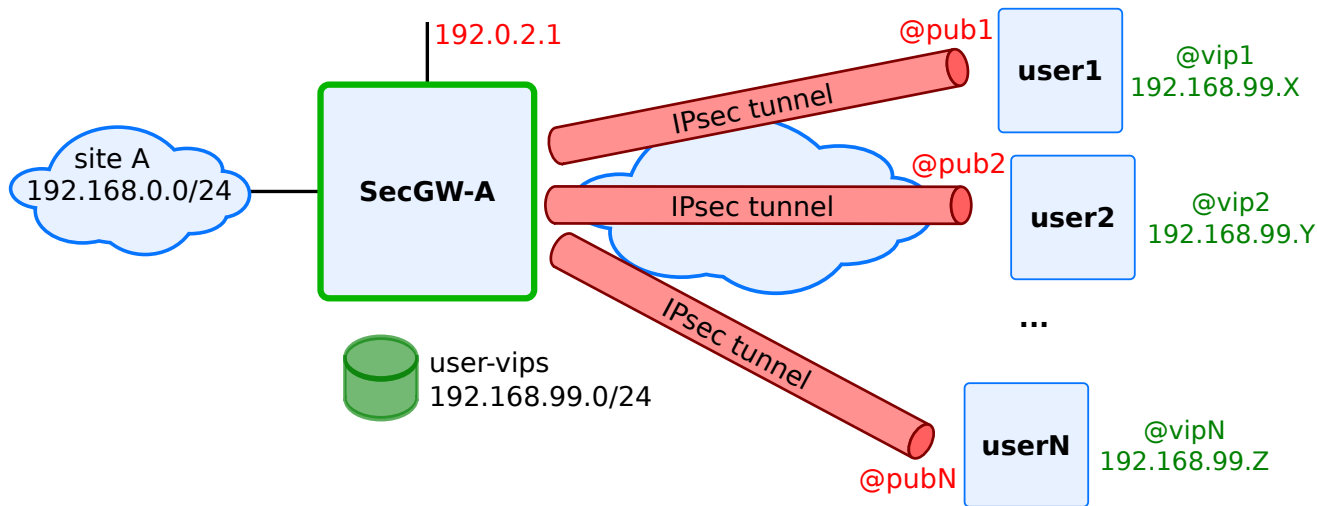 192.0.2.1
@pub1
user1
@vip1
192.168.99.X
IPsec tunnel
site A
192.168.0.0/24
SecGW-A
@pub2
IPsec tunnel
user2
@vip2
192.168.99.Y
IPsec tunnel
...
user-vips
192.168.99.0/24
@pubN
userN
@vipN
192.168.99.Z